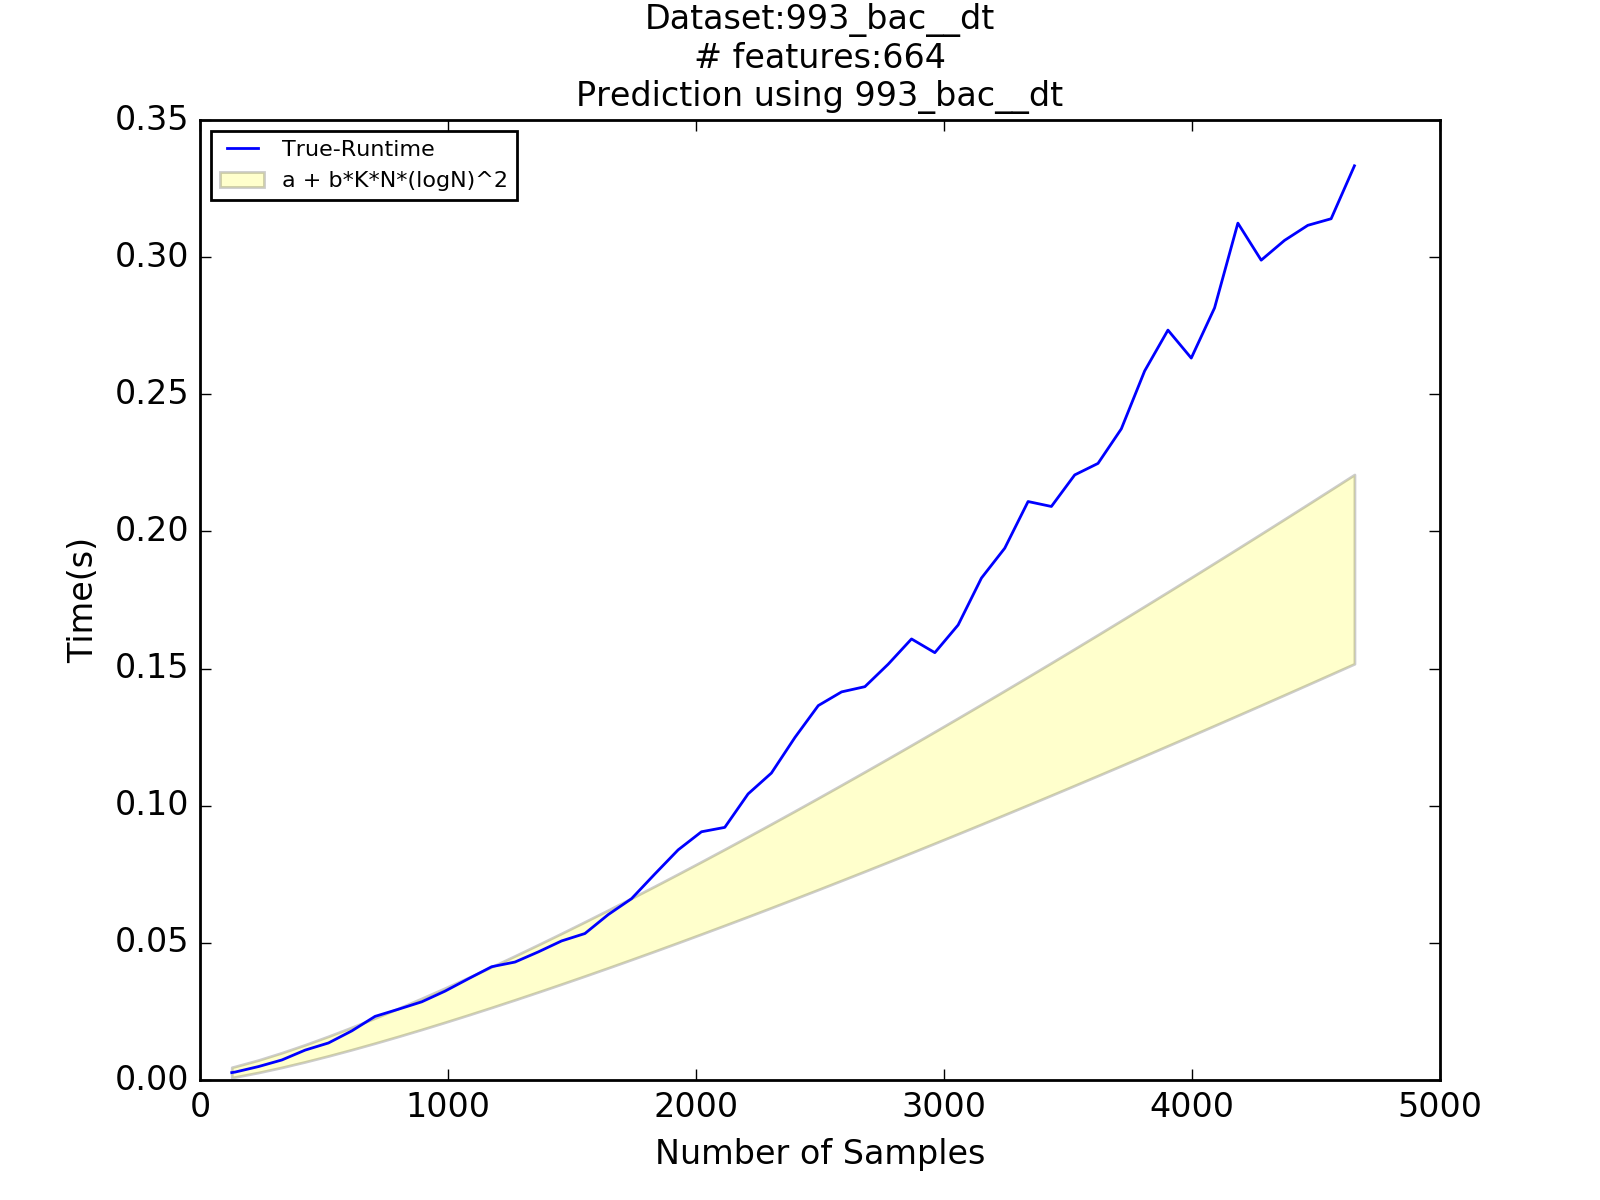 Dataset:993_bac__dt
# features:664
Prediction using 993_bac__dt
True-Runtime
a + b*K*N*(logN)^2
0.35
0.30
0.25
0.20
0.15
0.10
0.05
0.00
Time(s)
0 1000 2000 3000 4000 5000
Number of Samples